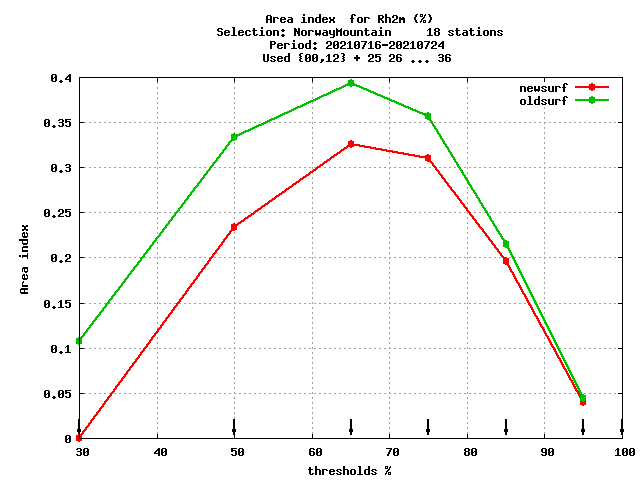 Area index  for Rh2m (%)
Selection: NorwayMountain     18 stations
Period: 20210716-20210724
Used {00,12} + 25 26 ... 36
newsurf
oldsurf
0.4
0.35
0.3
0.25
0.2
0.15
0.1
0.05
0
Area index
30 40 50 60 70 80 90 100
thresholds %